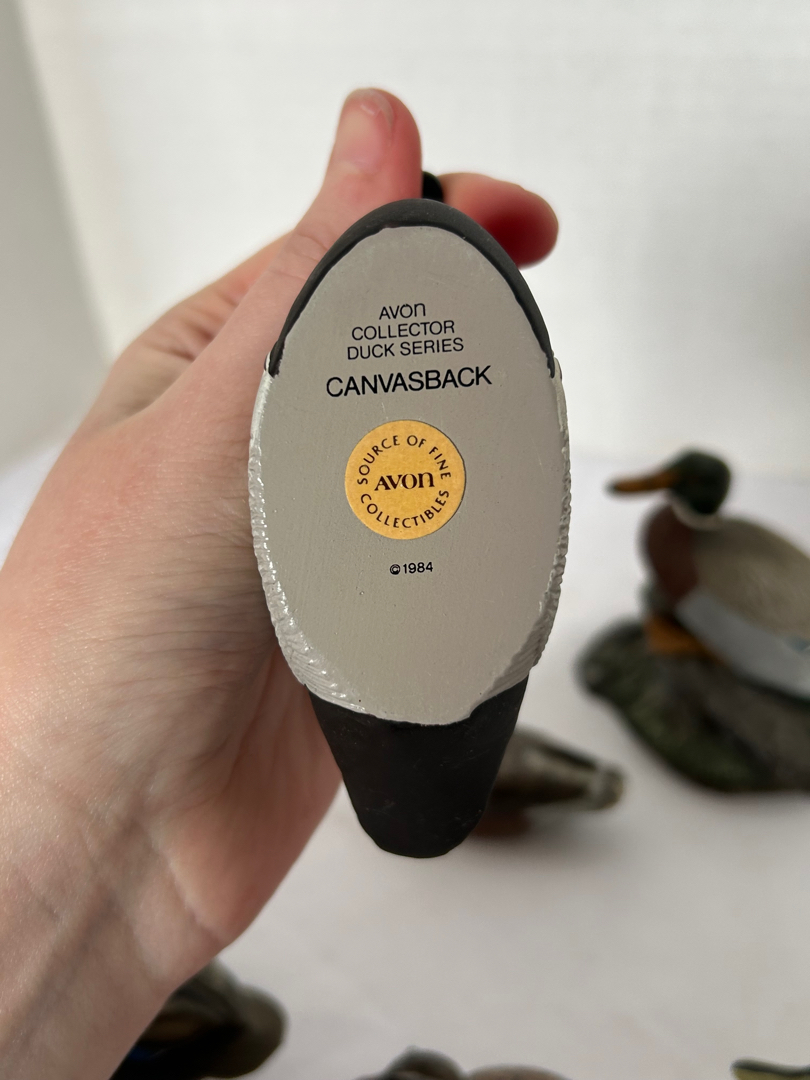 AVON
COLLECTOR
DUCK SERIES
CANVASBACK
SOURCE OF FINE
AVON
COLLECTIBLES
©1984